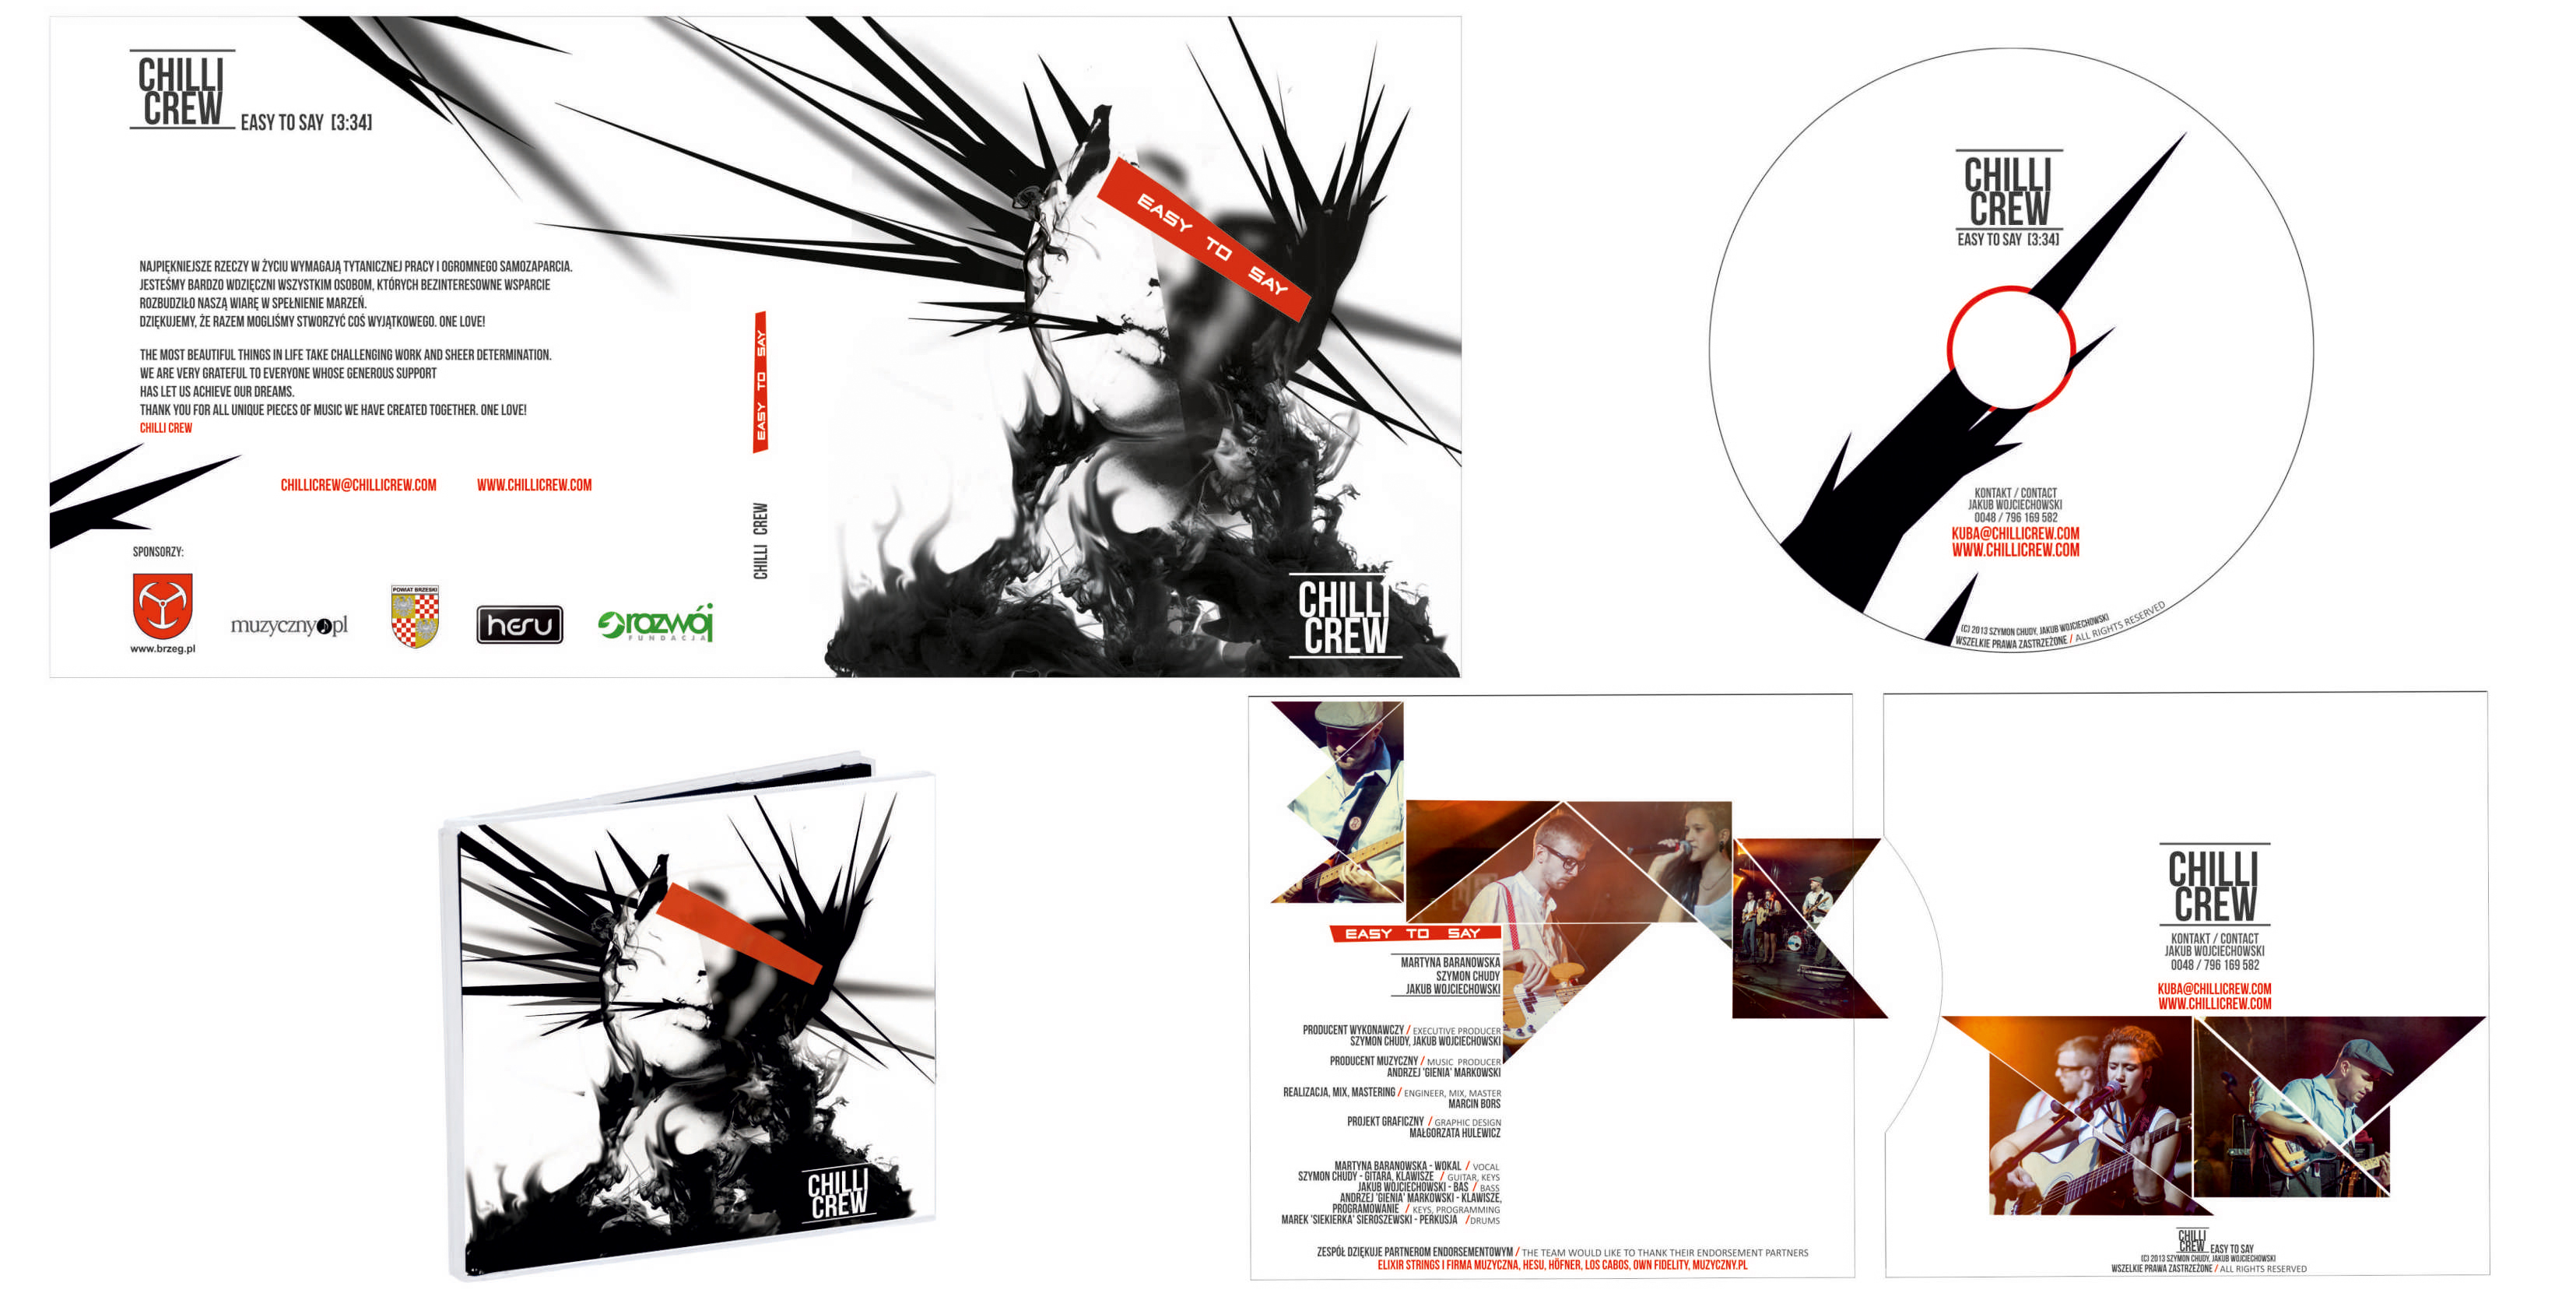 CHILLI
CREW
EASY TO SAY [3:34]
NAJPIĘKNIEJSZE RZECZY W ŻYCIU WYMAGAJĄ TYTANICZNEJ PRACY I OGROMNEGO SAMOZAPARCIA.
JESTEŚMY BARDZO WDZIĘCZNI WSZYSTKIM OSOBOM, KTÓRYCH BEZINTERESOWNE WSPARCIE
ROZBUDZIŁO NASZĄ WIARĘ W SPEŁNIENIE MARZEŃ.
DZIĘKUJEMY, ŻE RAZEM MOGLIŚMY STWORZYĆ COŚ WYJĄTKOWEGO. ONE LOVE!
THE MOST BEAUTIFUL THINGS IN LIFE TAKE CHALLENGING WORK AND SHEER DETERMINATION.
WE ARE VERY GRATEFUL TO EVERYONE WHOSE GENEROUS SUPPORT
HAS LET US ACHIEVE OUR DREAMS.
THANK YOU FOR ALL UNIQUE PIECES OF MUSIC WE HAVE CREATED TOGETHER. ONE LOVE!
CHILLI CREW
CHILLICREW@CHILLICREW.COM WWW.CHILLICREW.COM
SPONSORZY:
www.brzeg.pl
muzyczny pl
POWIAT BRZESKI
hesu
rozwój
FUNDACJA
EASY TO SAY
CHILLI CREW
EASY TO SAY
CHILLI
CREW
CHILLI
CREW
EASY TO SAY [3:34]
KONTAKT / CONTACT
JAKUB WOJCIECHOWSKI
0048 / 796 169 582
KUBA@CHILLICREW.COM
WWW.CHILLICREW.COM
(C) 2013 SZYMON CHUDY, JAKUB WOJCIECHOWSKI
WSZELKIE PRAWA ZASTRZEŻONE / ALL RIGHTS RESERVED
CHILLI
CREW
EASY TO SAY
MARTYNA BARANOWSKA
SZYMON CHUDY
JAKUB WOJCIECHOWSKI
PRODUCENT WYKONAWCZY / EXECUTIVE PRODUCER
SZYMON CHUDY, JAKUB WOJCIECHOWSKI
PRODUCENT MUZYCZNY / MUSIC PRODUCER
ANDRZEJ 'GIENIA' MARKOWSKI
REALIZACJA, MIX, MASTERING / ENGINEER, MIX, MASTER
MARCIN BORS
PROJEKT GRAFICZNY / GRAPHIC DESIGN
MAŁGORZATA HULEWICZ
MARTYNA BARANOWSKA - WOKAL / VOCAL
SZYMON CHUDY - GITARA, KLAWISZE / GUITAR, KEYS
JAKUB WOJCIECHOWSKI - BAS / BASS
ANDRZEJ 'GIENIA' MARKOWSKI - KLAWISZE,
PROGRAMOWANIE / KEYS, PROGRAMMING
MAREK 'SIEKIERKA' SIEROSZEWSKI - PERKUSJA /DRUMS
ZESPÓŁ DZIĘKUJE PARTNEROM ENDORSEMENTOWYM / THE TEAM WOULD LIKE TO THANK THEIR ENDORSEMENT PARTNERS
ELIXIR STRINGS I FIRMA MUZYCZNA, HESU, HÖFNER, LOS CABOS, OWN FIDELITY, MUZYCZNY.PL
CHILLI
CREW
KONTAKT / CONTACT
JAKUB WOJCIECHOWSKI
0048 / 796 169 582
KUBA@CHILLICREW.COM
WWW.CHILLICREW.COM
CHILLI
CREW EASY TO SAY
(C) 2013 SZYMON CHUDY, JAKUB WOJCIECHOWSKI
WSZELKIE PRAWA ZASTRZEŻONE / ALL RIGHTS RESERVED